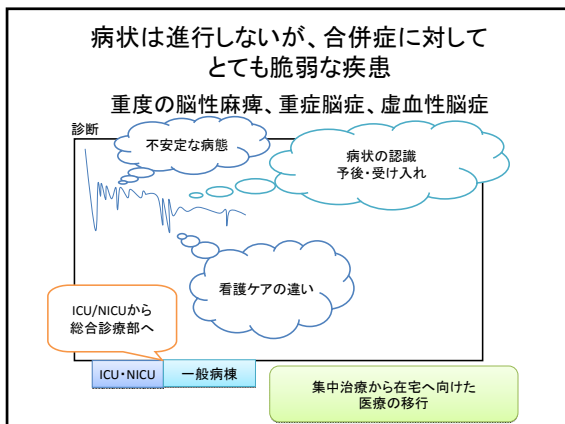 病状は進行しないが、合併症に対して
とても脆弱な疾患
重度の脳性麻痺、重症脳症、虚血性脳症
診断
不安定な病態
病状の認識
予後・受け入れ
看護ケアの違い
ICU/NICUから
総合診療部へ
ICU・NICU
一般病棟
集中治療から在宅へ向けた
医療の移行